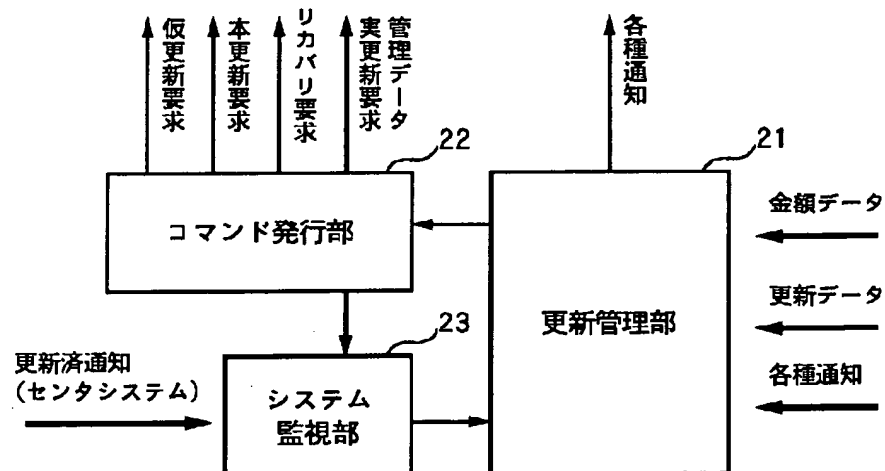 仮更新要求
本更新要求
リカバリ要求
管理データ
実更新要求
各種通知
22
21
コマンド発行部
金額データ
更新データ
更新管理部
23
更新済通知
(センタシステム)
システム
監視部
各種通知